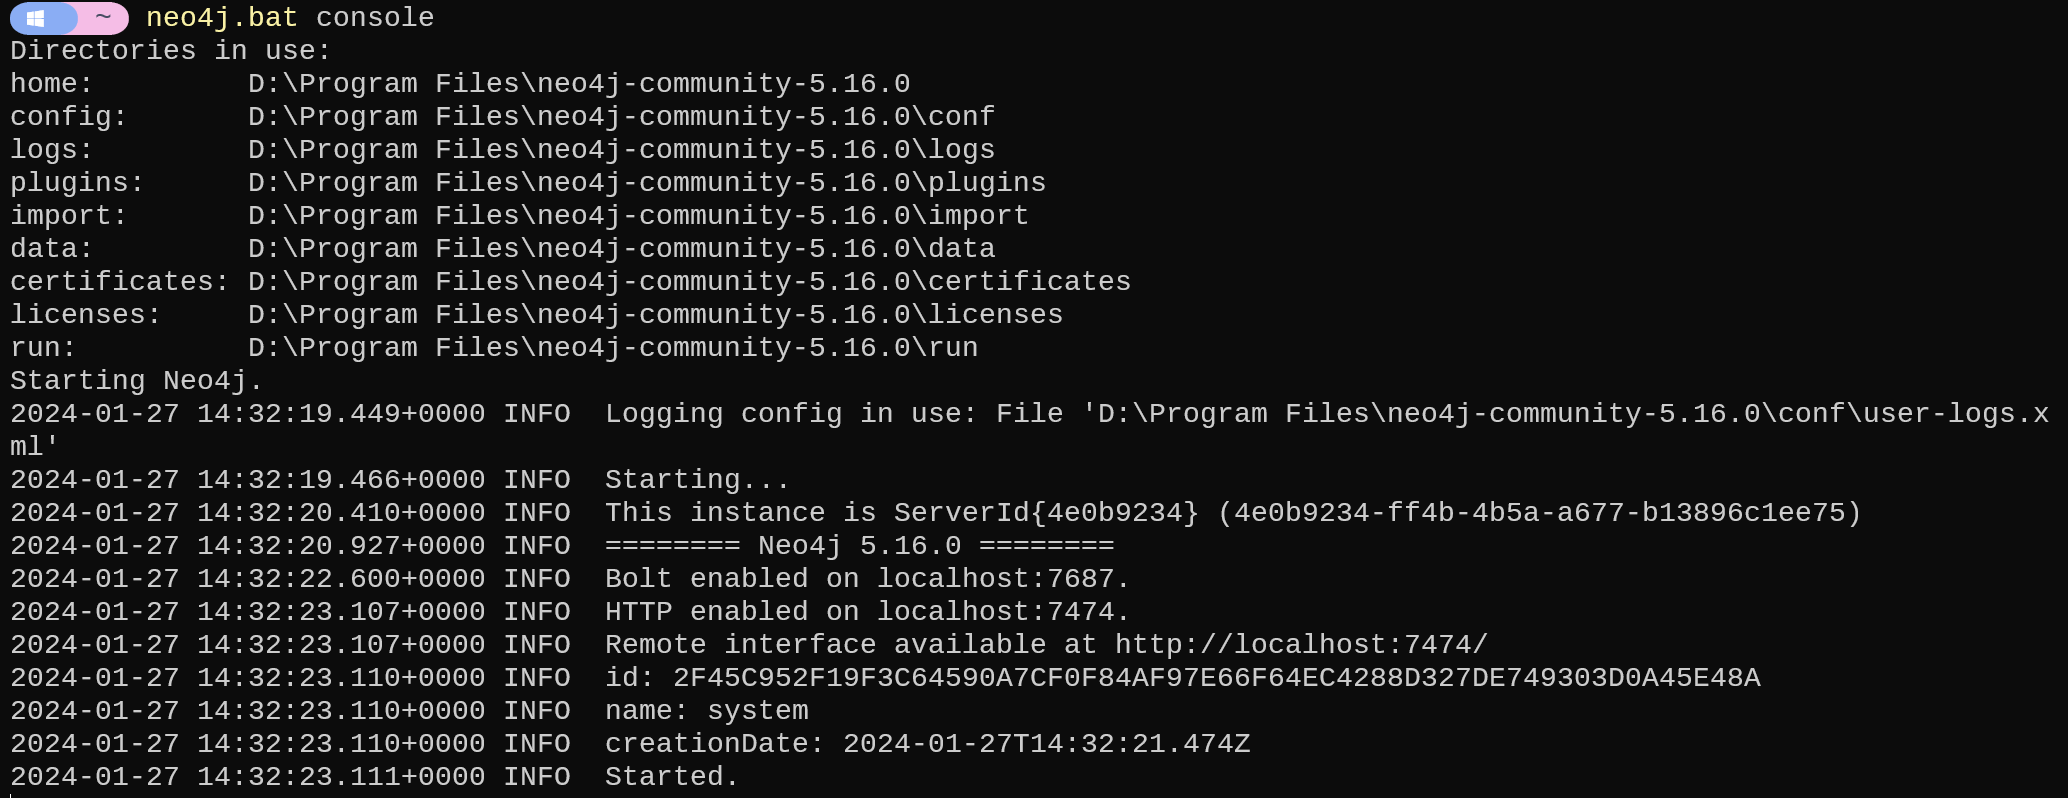 ~ neo4j.bat console
Directories in use:
home:         D:\Program Files\neo4j-community-5.16.0
config:       D:\Program Files\neo4j-community-5.16.0\conf
logs:         D:\Program Files\neo4j-community-5.16.0\logs
plugins:      D:\Program Files\neo4j-community-5.16.0\plugins
import:       D:\Program Files\neo4j-community-5.16.0\import
data:         D:\Program Files\neo4j-community-5.16.0\data
certificates: D:\Program Files\neo4j-community-5.16.0\certificates
licenses:     D:\Program Files\neo4j-community-5.16.0\licenses
run:          D:\Program Files\neo4j-community-5.16.0\run
Starting Neo4j.
2024-01-27 14:32:19.449+0000 INFO  Logging config in use: File 'D:\Program Files\neo4j-community-5.16.0\conf\user-logs.x
ml'
2024-01-27 14:32:19.466+0000 INFO  Starting...
2024-01-27 14:32:20.410+0000 INFO  This instance is ServerId{4e0b9234} (4e0b9234-ff4b-4b5a-a677-b13896c1ee75)
2024-01-27 14:32:20.927+0000 INFO  ======== Neo4j 5.16.0 ========
2024-01-27 14:32:22.600+0000 INFO  Bolt enabled on localhost:7687.
2024-01-27 14:32:23.107+0000 INFO  HTTP enabled on localhost:7474.
2024-01-27 14:32:23.107+0000 INFO  Remote interface available at http://localhost:7474/
2024-01-27 14:32:23.110+0000 INFO  id: 2F45C952F19F3C64590A7CF0F84AF97E66F64EC4288D327DE749303D0A45E48A
2024-01-27 14:32:23.110+0000 INFO  name: system
2024-01-27 14:32:23.110+0000 INFO  creationDate: 2024-01-27T14:32:21.474Z
2024-01-27 14:32:23.111+0000 INFO  Started.